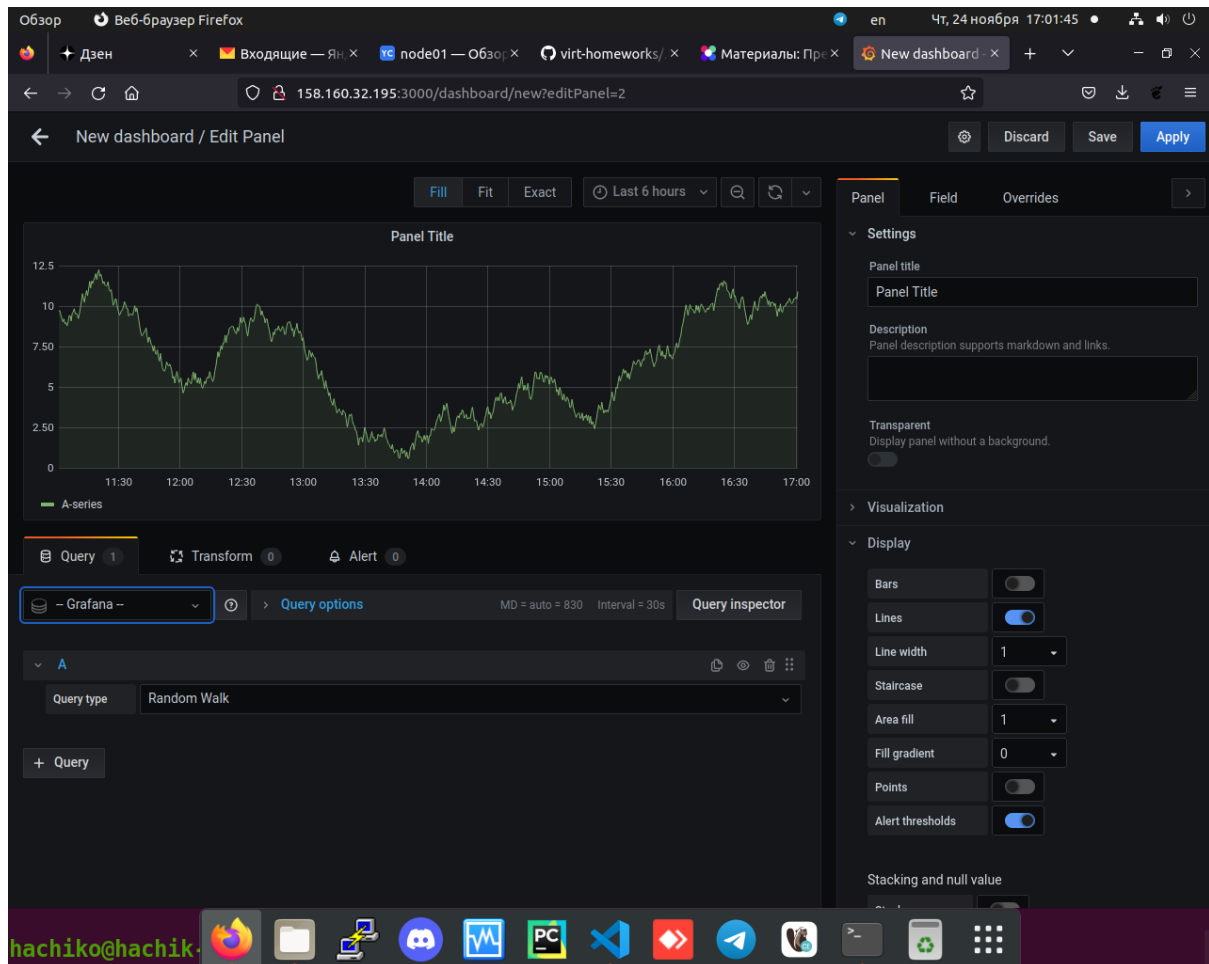 Обзор Веб-браузер Firefox en Чт, 24 ноября 17:01:45
Дзен Входящие — Ян node01 — Обзор virt-homeworks/ Материалы: Пре New dashboard -
158.160.32.195:3000/dashboard/new?editPanel=2
New dashboard / Edit Panel Discard Save Apply
Fill Fit Exact Last 6 hours
Panel Title
12.5
10
7.50
5
2.50
0
11:30 12:00 12:30 13:00 13:30 14:00 14:30 15:00 15:30 16:00 16:30 17:00
A-series
Query 1 Transform 0 Alert 0
-- Grafana -- Query options MD = auto = 830 Interval = 30s Query inspector
A
Query type Random Walk
+ Query
Panel Field Overrides
Settings
Panel title
Panel Title
Description
Panel description supports markdown and links.
Transparent
Display panel without a background.
Visualization
Display
Bars
Lines
Line width 1
Staircase
Area fill 1
Fill gradient 0
Points
Alert thresholds
Stacking and null value
hachiko@hachik-
PC